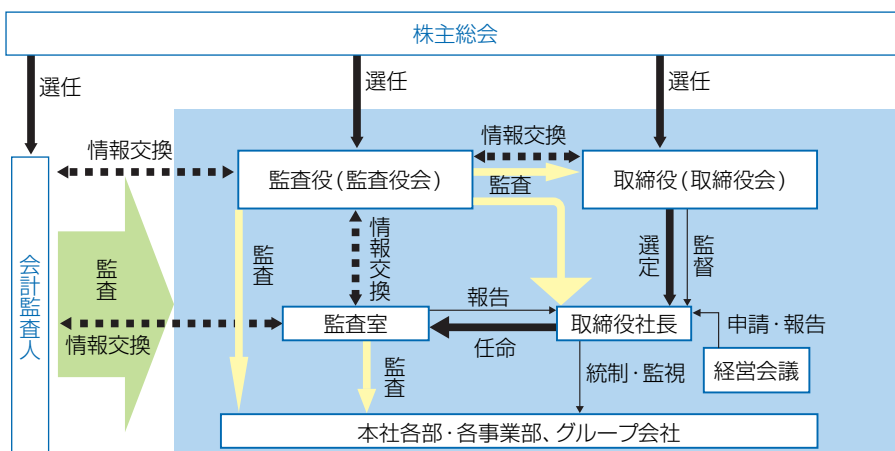 株主総会
選任
選任
選任
情報交換
情報交換
監査役(監査役会)
取締役(取締役会)
監査
会計監査人
監査
監査
情報交換
選定
監督
報告
監査室
取締役社長
申請・報告
情報交換
任命
監査
統制・監視
経営会議
本社各部・各事業部、グループ会社